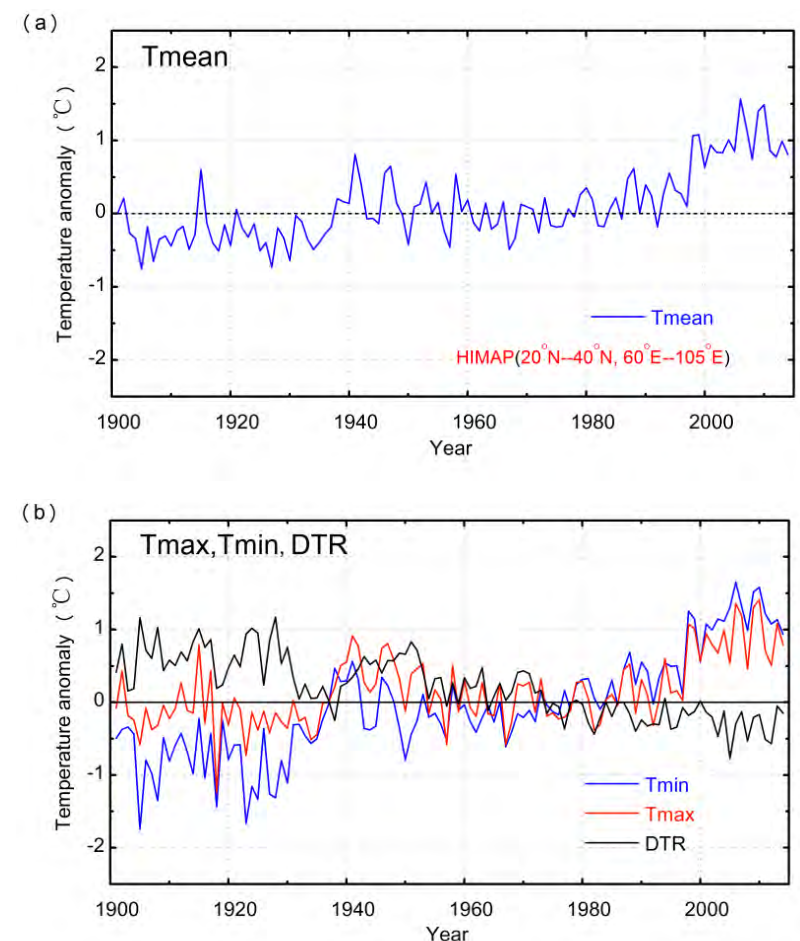 (a)
Tmean
2
1
0
-1
-2
Temperature anomaly (℃)
Tmean
HIMAP(20°N--40°N, 60°E--105°E)
1900 1920 1940 1960 1980 2000
Year
(b)
Tmax,Tmin, DTR
2
1
0
-1
-2
Temperature anomaly (℃)
Tmin
Tmax
DTR
1900 1920 1940 1960 1980 2000
Year